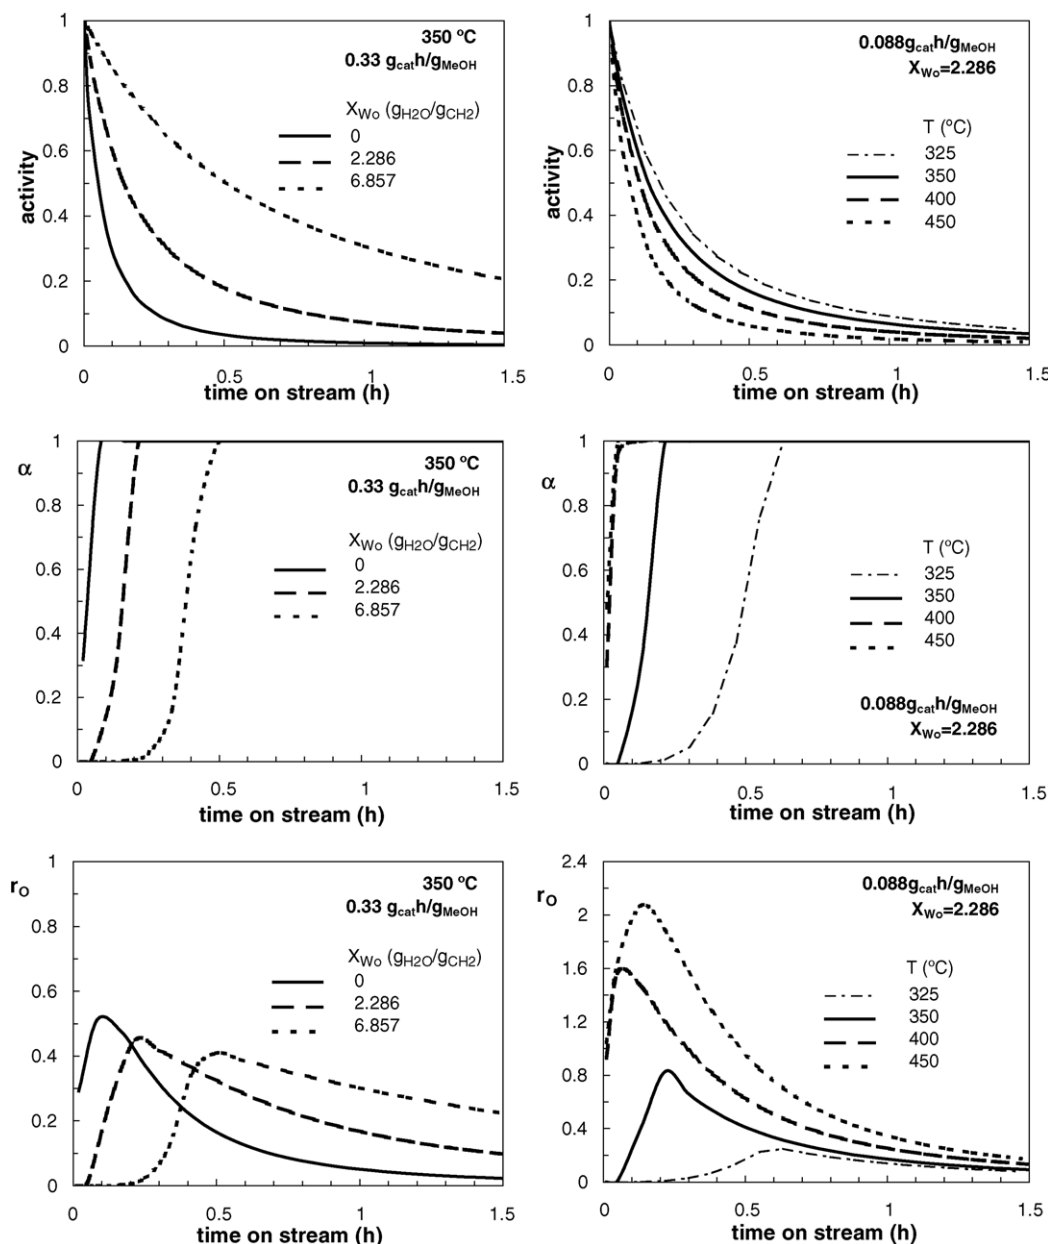 1
0.8
0.6
0.4
0.2
0
activity
350 ºC
0.33 gcath/gMeOH
XWo (gH2O/gCH2)
0
2.286
6.857
0 0.5 1 1.5
time on stream (h)
1
0.8
0.6
0.4
0.2
0
activity
0.088gcath/gMeOH
XWo=2.286
T (ºC)
325
350
400
450
0 0.5 1 1.5
time on stream (h)
1
0.8
0.6
0.4
0.2
0
α
350 ºC
0.33 gcath/gMeOH
XWo (gH2O/gCH2)
0
2.286
6.857
0 0.5 1 1.5
time on stream (h)
1
0.8
0.6
0.4
0.2
0
α
T (ºC)
325
350
400
450
0.088gcath/gMeOH
XWo=2.286
0 0.5 1 1.5
time on stream (h)
1
0.8
0.6
0.4
0.2
0
rO
350 ºC
0.33 gcath/gMeOH
XWo (gH2O/gCH2)
0
2.286
6.857
0 0.5 1 1.5
time on stream (h)
2.4
2
1.6
1.2
0.8
0.4
0
rO
0.088gcath/gMeOH
XWo=2.286
T (ºC)
325
350
400
450
0 0.5 1 1.5
time on stream (h)